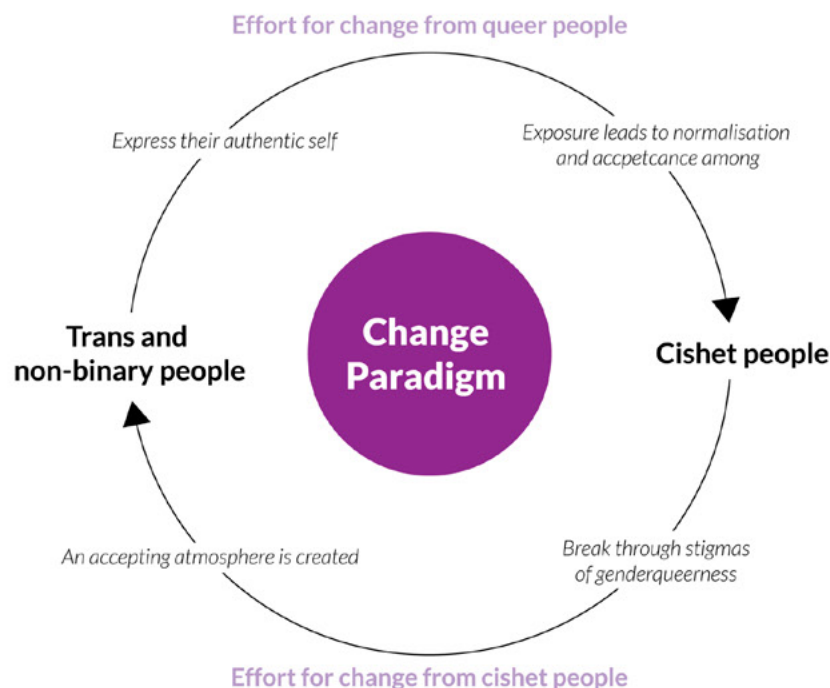 Effort for change from queer people
Express their authentic self
Exposure leads to normalisation
and accpetcance among
Change
Paradigm
Trans and
non-binary people
Cishet people
An accepting atmosphere is created
Break through stigmas
of genderqueerness
Effort for change from cishet people